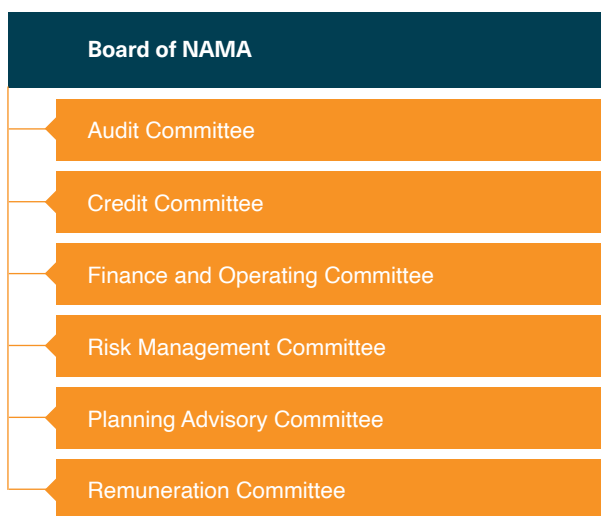 Board of NAMA
Audit Committee
Credit Committee
Finance and Operating Committee
Risk Management Committee
Planning Advisory Committee
Remuneration Committee